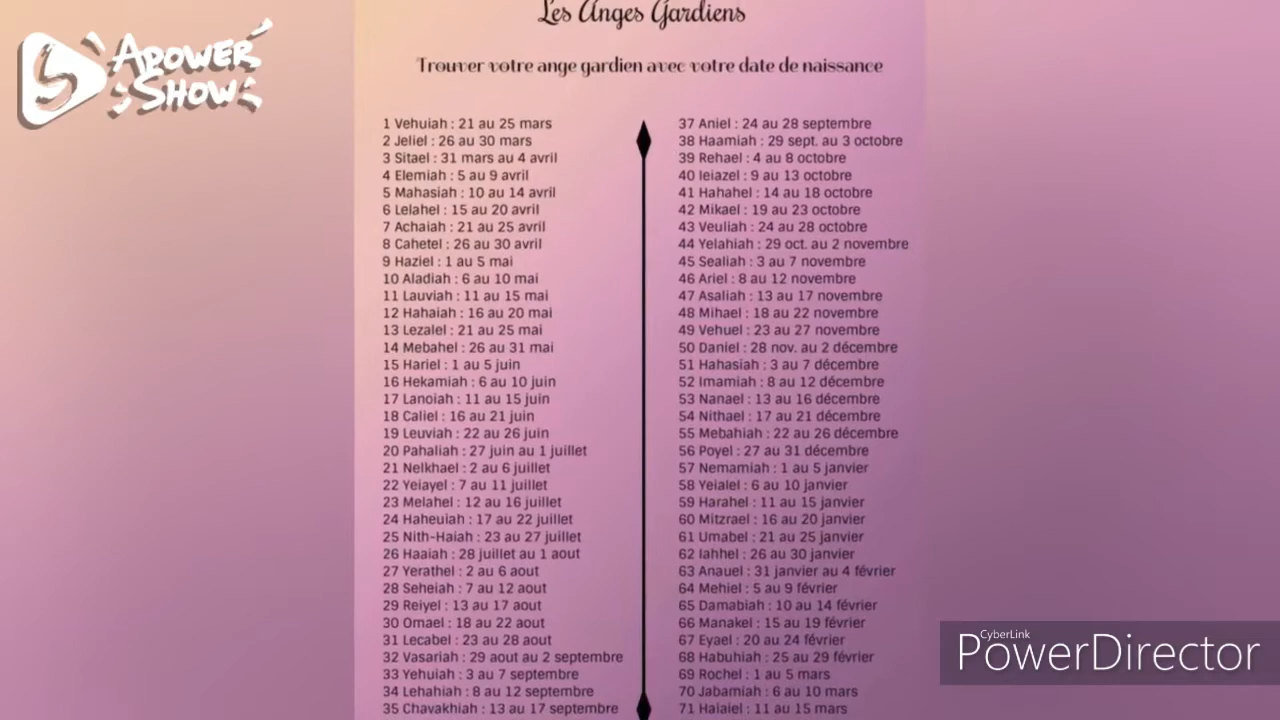 Les Anges Gardiens
Trouver votre ange gardien avec votre date de naissance
APOWER
SHOW
1 Vehuiah : 21 au 25 mars
2 Jeliel : 26 au 30 mars
3 Sitael : 31 mars au 4 avril
4 Elemiah : 5 au 9 avril
5 Mahasiah : 10 au 14 avril
6 Lelahel : 15 au 20 avril
7 Achaiah : 21 au 25 avril
8 Cahetel : 26 au 30 avril
9 Haziel : 1 au 5 mai
10 Aladiah : 6 au 10 mai
11 Lauviah : 11 au 15 mai
12 Hahaiah : 16 au 20 mai
13 Lezalel : 21 au 25 mai
14 Mebahel : 26 au 31 mai
15 Hariel : 1 au 5 juin
16 Hekamiah : 6 au 10 juin
17 Lanoiah : 11 au 15 juin
18 Caliel : 16 au 21 juin
19 Leuviah : 22 au 26 juin
20 Pahaliah : 27 juin au 1 juillet
21 Nelkhael : 2 au 6 juillet
22 Yeiayel : 7 au 11 juillet
23 Melahel : 12 au 16 juillet
24 Haheuiah : 17 au 22 juillet
25 Nith-Haiah : 23 au 27 juillet
26 Haaiah : 28 juillet au 1 aout
27 Yerathel : 2 au 6 aout
28 Seheiah : 7 au 12 aout
29 Reiyel : 13 au 17 aout
30 Omael : 18 au 22 aout
31 Lecabel : 23 au 28 aout
32 Vasariah : 29 aout au 2 septembre
33 Yehuiah : 3 au 7 septembre
34 Lehahiah : 8 au 12 septembre
35 Chavakhiah : 13 au 17 septembre
37 Aniel : 24 au 28 septembre
38 Haamiah : 29 sept. au 3 octobre
39 Rehael : 4 au 8 octobre
40 Ieiazel : 9 au 13 octobre
41 Hahahel : 14 au 18 octobre
42 Mikael : 19 au 23 octobre
43 Veuliah : 24 au 28 octobre
44 Yelahiah : 29 oct. au 2 novembre
45 Sealiah : 3 au 7 novembre
46 Ariel : 8 au 12 novembre
47 Asaliah : 13 au 17 novembre
48 Mihael : 18 au 22 novembre
49 Vehuel : 23 au 27 novembre
50 Daniel : 28 nov. au 2 décembre
51 Hahasiah : 3 au 7 décembre
52 Imamiah : 8 au 12 décembre
53 Nanael : 13 au 16 décembre
54 Nithael : 17 au 21 décembre
55 Mebahiah : 22 au 26 décembre
56 Poyel : 27 au 31 décembre
57 Nemamiah : 1 au 5 janvier
58 Yeialel : 6 au 10 janvier
59 Harahel : 11 au 15 janvier
60 Mitzrael : 16 au 20 janvier
61 Umabel : 21 au 25 janvier
62 Iahhel : 26 au 30 janvier
63 Anauel : 31 janvier au 4 février
64 Mehiel : 5 au 9 février
65 Damabiah : 10 au 14 février
66 Manakel : 15 au 19 février
67 Eyael : 20 au 24 février
68 Habuhiah : 25 au 29 février
69 Rochel : 1 au 5 mars
70 Jabamiah : 6 au 10 mars
71 Haiaiel : 11 au 15 mars
CyberLink
PowerDirector